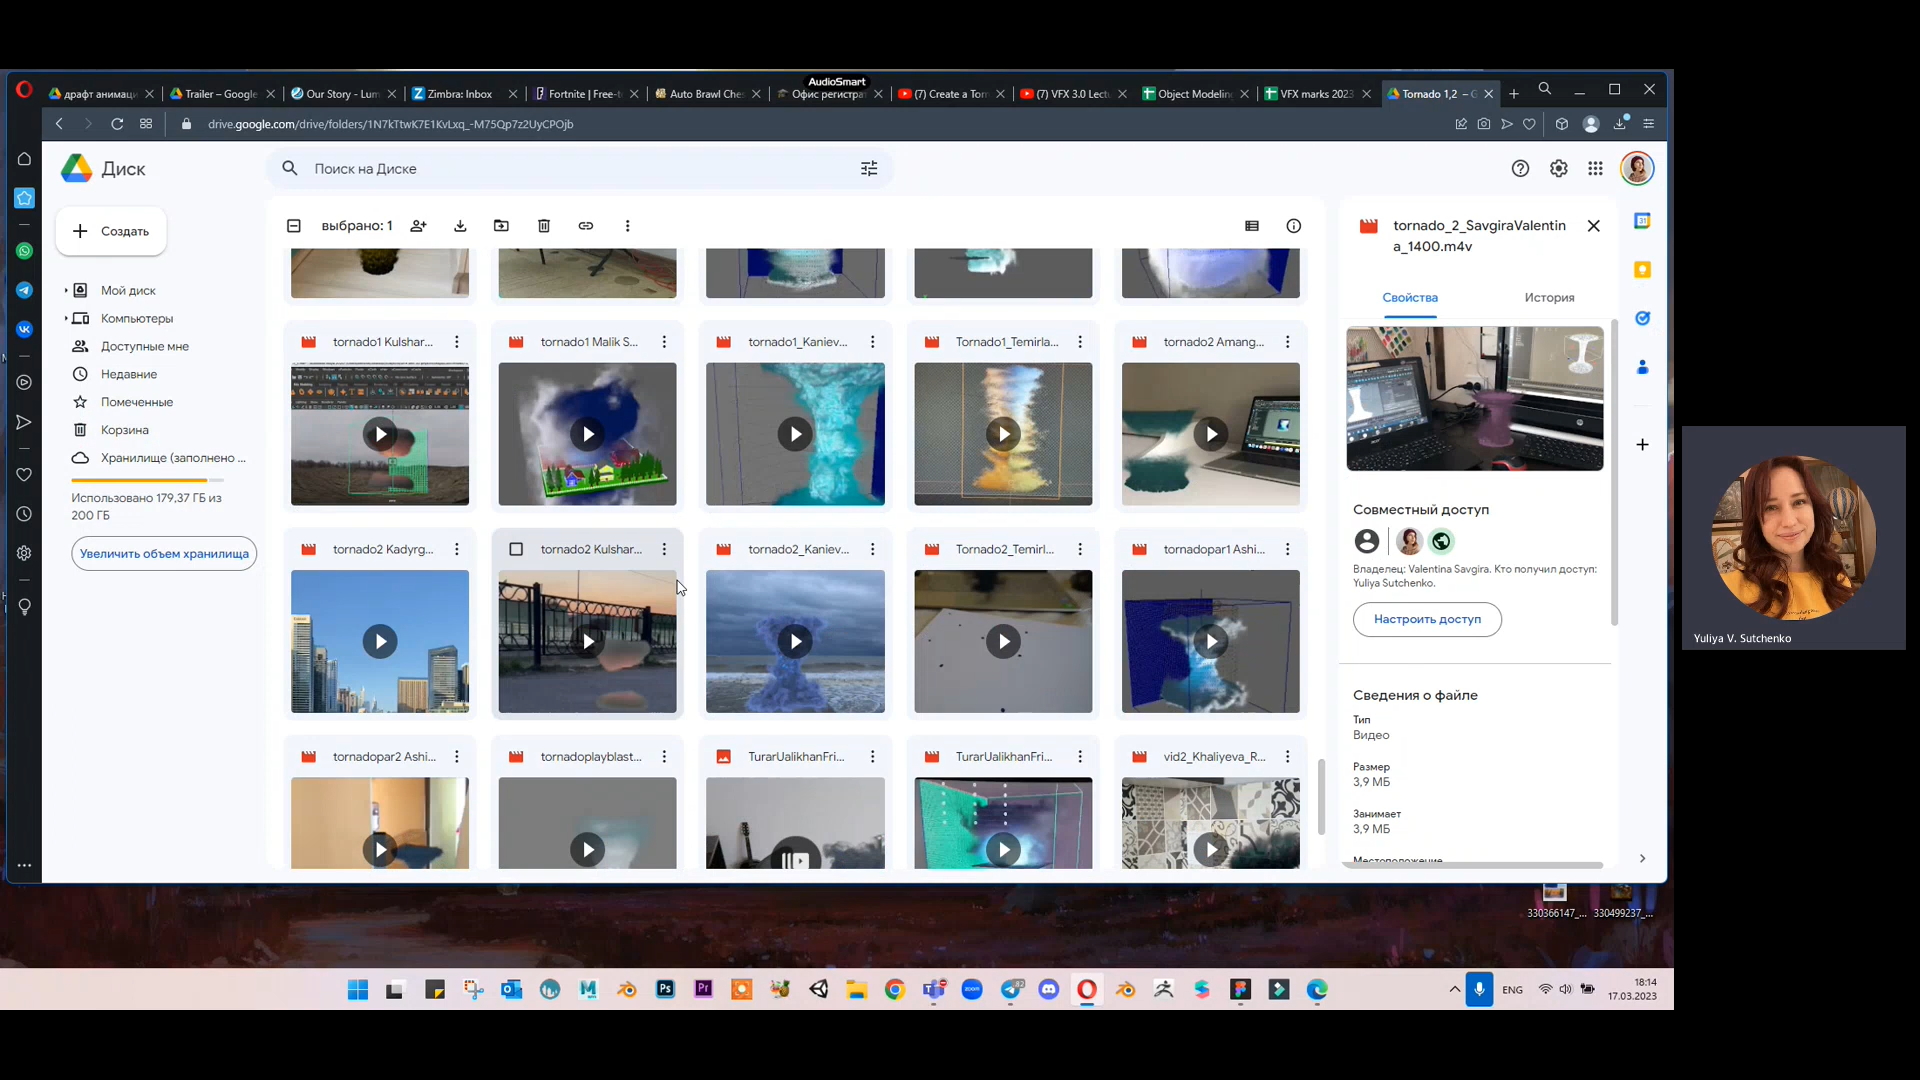 AudioSmart
драфт анимаци
Trailer – Google
Our Story - Lum
Zimbra: Inbox
Fortnite | Free-t
Auto Brawl Ches
Офис регистрат
(7) Create a Torn
(7) VFX 3.0 Lectu
Object Modeling
VFX marks 2023
Tornado 1,2 – G
drive.google.com/drive/folders/1N7kTtwK7E1KvLxq_-M75Qp7z2UyCPOjb
Диск
Поиск на Диске
Создать
Мой диск
Компьютеры
Доступные мне
Недавние
Помеченные
Корзина
Хранилище (заполнено ...
Использовано 179,37 ГБ из
200 ГБ
Увеличить объем хранилища
выбрано: 1
tornado1 Kulshar...
tornado1 Malik S...
tornado1_Kaniev...
Tornado1_Temirla...
tornado2 Amang...
tornado2 Kadyrg...
tornado2 Kulshar...
tornado2_Kaniev...
Tornado2_Temirl...
tornadopar1 Ashi...
tornadopar2 Ashi...
tornadoplayblast...
TurarUalikhanFri...
TurarUalikhanFri...
vid2_Khaliyeva_R...
tornado_2_SavgiraValentin
a_1400.m4v
Свойства
История
Совместный доступ
Владелец: Valentina Savgira. Кто получил доступ:
Yuliya Sutchenko.
Настроить доступ
Сведения о файле
Тип
Видео
Размер
3,9 МБ
Занимает
3,9 МБ
Местоположение
Yuliya V. Sutchenko
330366147_...
330499237_...
ENG
18:14
17.03.2023